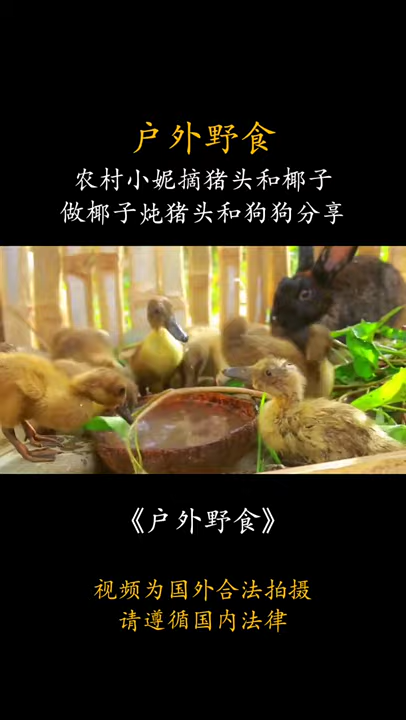 户外野食
农村小妮摘猪头和椰子
做椰子炖猪头和狗狗分享
《户外野食》
视频为国外合法拍摄
请遵循国内法律